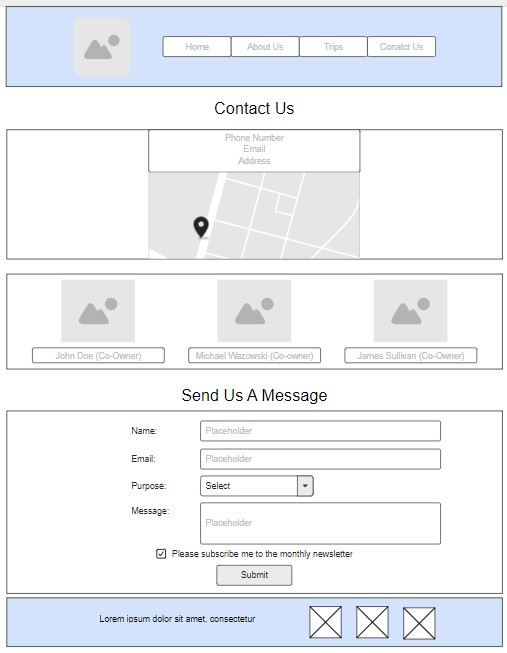 Home
About Us
Trips
Conatct Us
Contact Us
Phone Number
Email
Address
John Doe (Co-Owner)
Michael Wazowski (Co-owner)
James Sullivan (Co-Owner)
Send Us A Message
Name:
Placeholder
Email:
Placeholder
Purpose:
Select
Message:
Placeholder
Please subscribe me to the monthly newsletter
Submit
Lorem ipsum dolor sit amet, consectetur